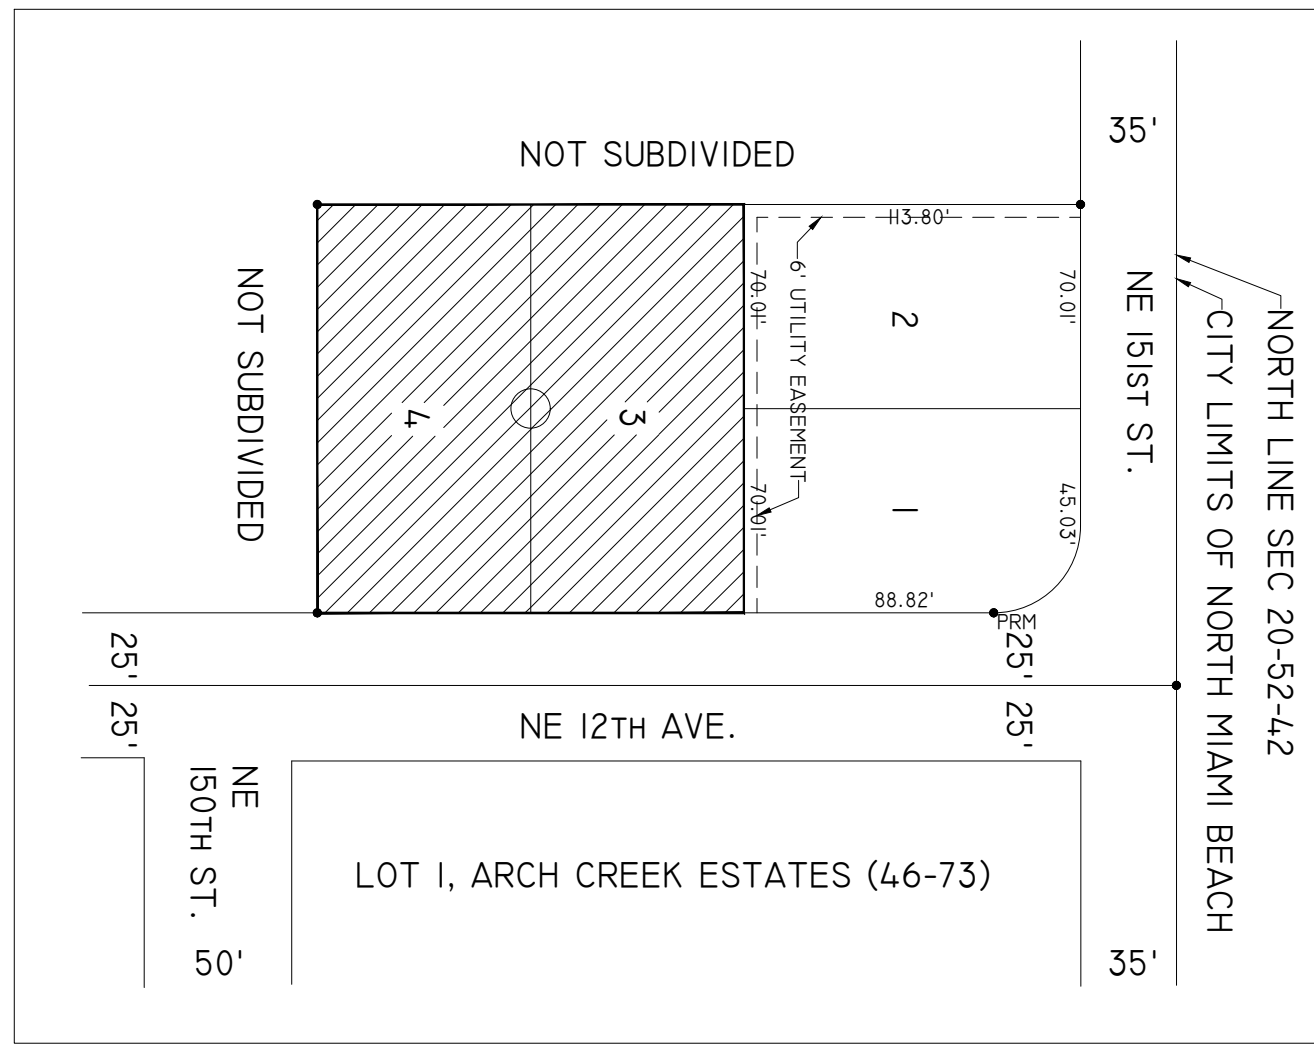 35'
NOT SUBDIVIDED
113.80'
NOT SUBDIVIDED
70.01'
6' UTILITY EASEMENT
2
70.01'
NE 151ST ST.
CITY LIMITS OF NORTH MIAMI BEACH
NORTH LINE SEC 20-52-42
4
3
70.01'
1
45.03'
88.82'
PRM
25'
25'
25'
25'
NE 12TH AVE.
NE
150TH ST.
50'
LOT 1, ARCH CREEK ESTATES (46-73)
35'